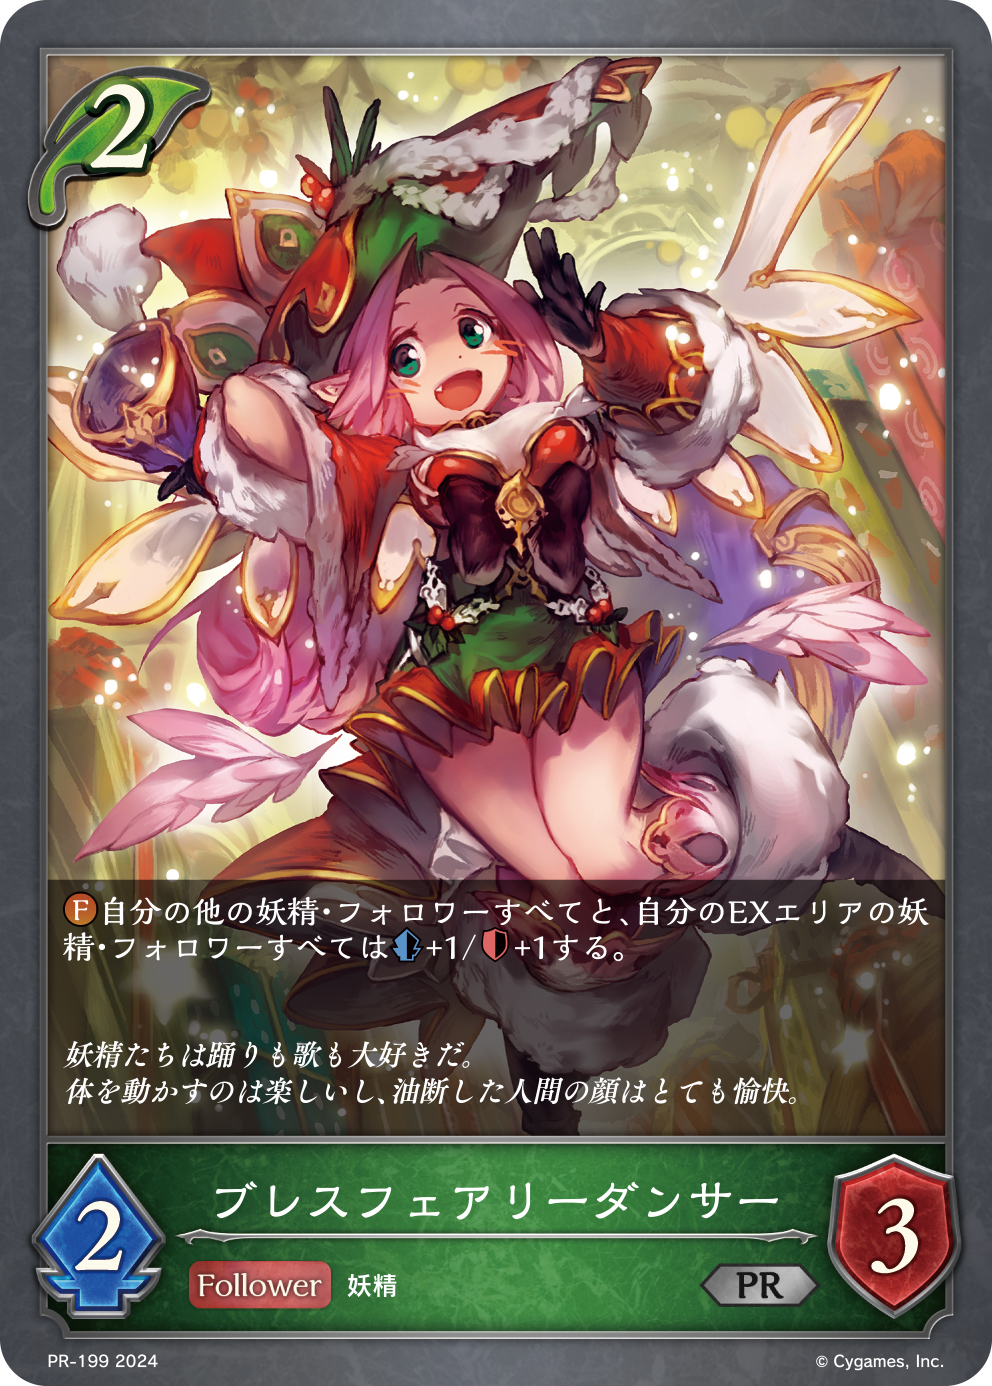 2
F 自分の他の妖精・フォロワーすべてと、自分のEXエリアの妖
精・フォロワーすべては+1/+1する。
妖精たちは踊りも歌も大好きだ。
体を動かすのは楽しいし、油断した人間の顔はとても愉快。
ブレスフェアリーダンサー
2
3
Follower 妖精
PR
PR-199 2024
© Cygames, Inc.